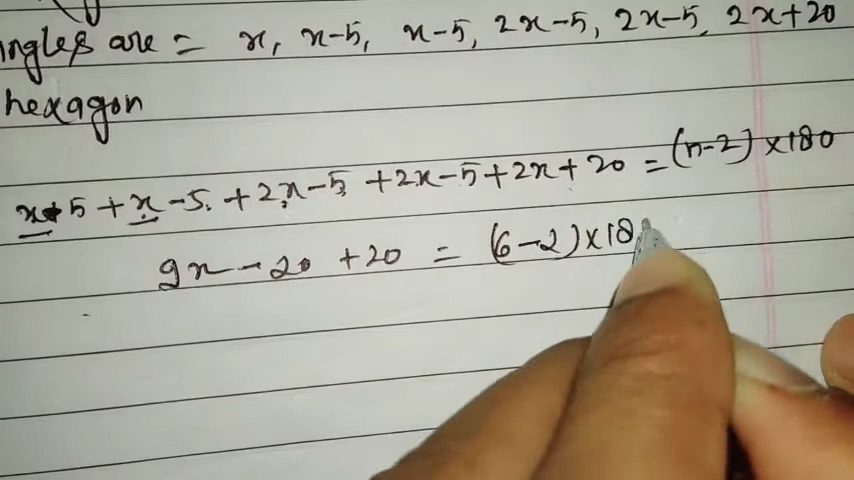 ngles are = x, x-5, x-5, 2x-5, 2x-5, 2x+20
hexagon
x-5 + x-5 + 2x-5 + 2x-5 + 2x + 20 = (n-2) × 180
9x - 20 + 20 = (6-2) × 18